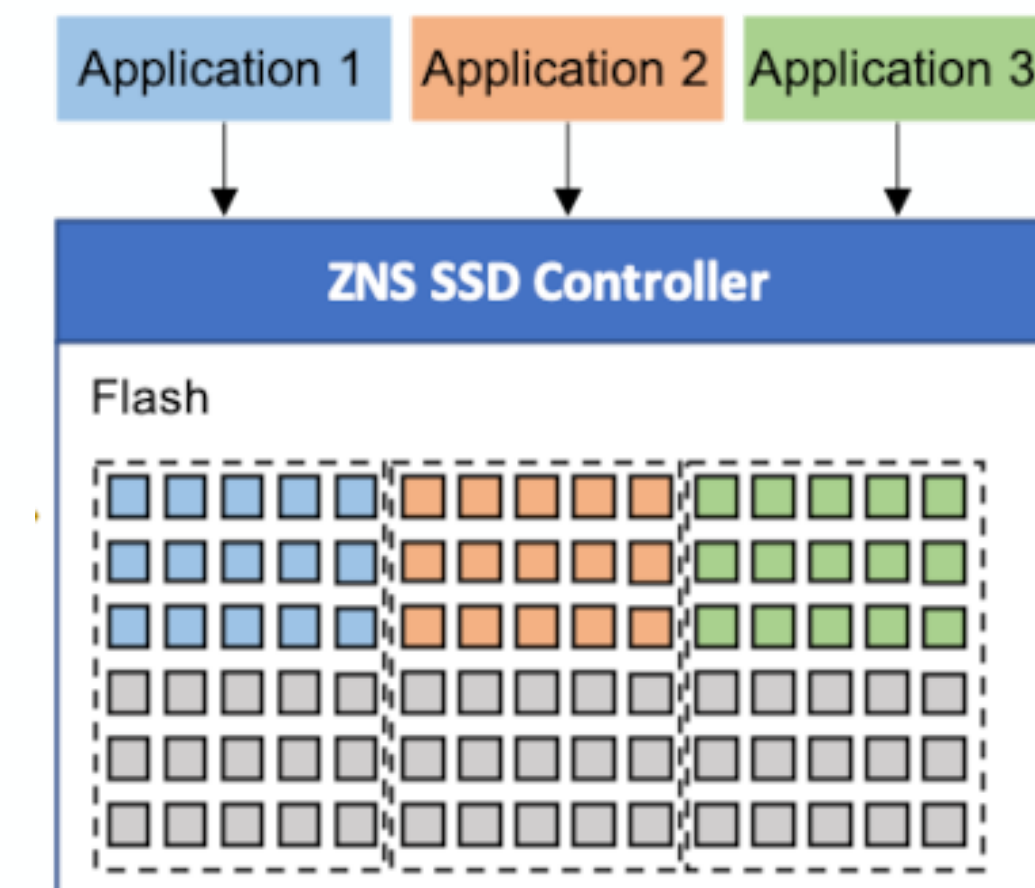 Application 1
Application 2
Application 3
ZNS SSD Controller
Flash